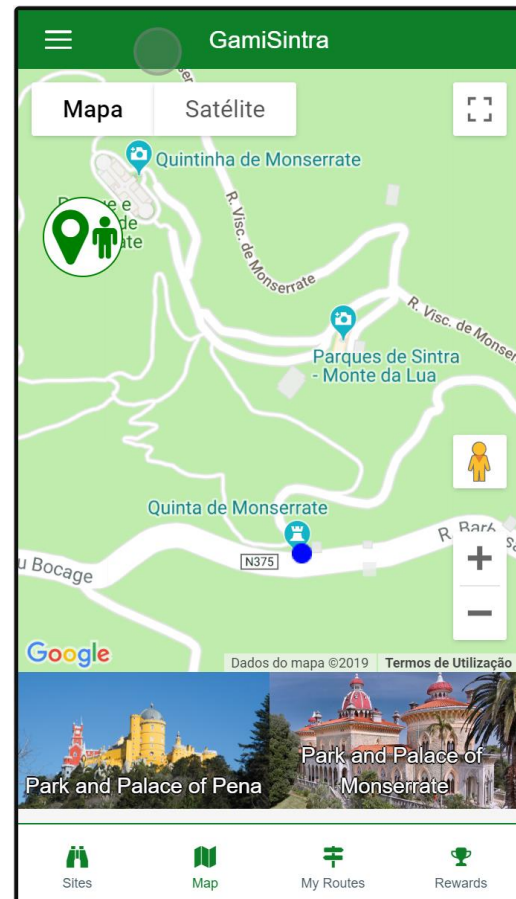 GamiSintra
Mapa
Satélite
Quintinha de Monserrate
R. Visc. de Monserrate
R. Visc. de Monser
Parques de Sintra
- Monte da Lua
Quinta de Monserrate
N375
u Bocage
Google
Dados do mapa ©2019
Termos de Utilização
Park and Palace of Pena
Park and Palace of
Monserrate
Sites
Map
My Routes
Rewards